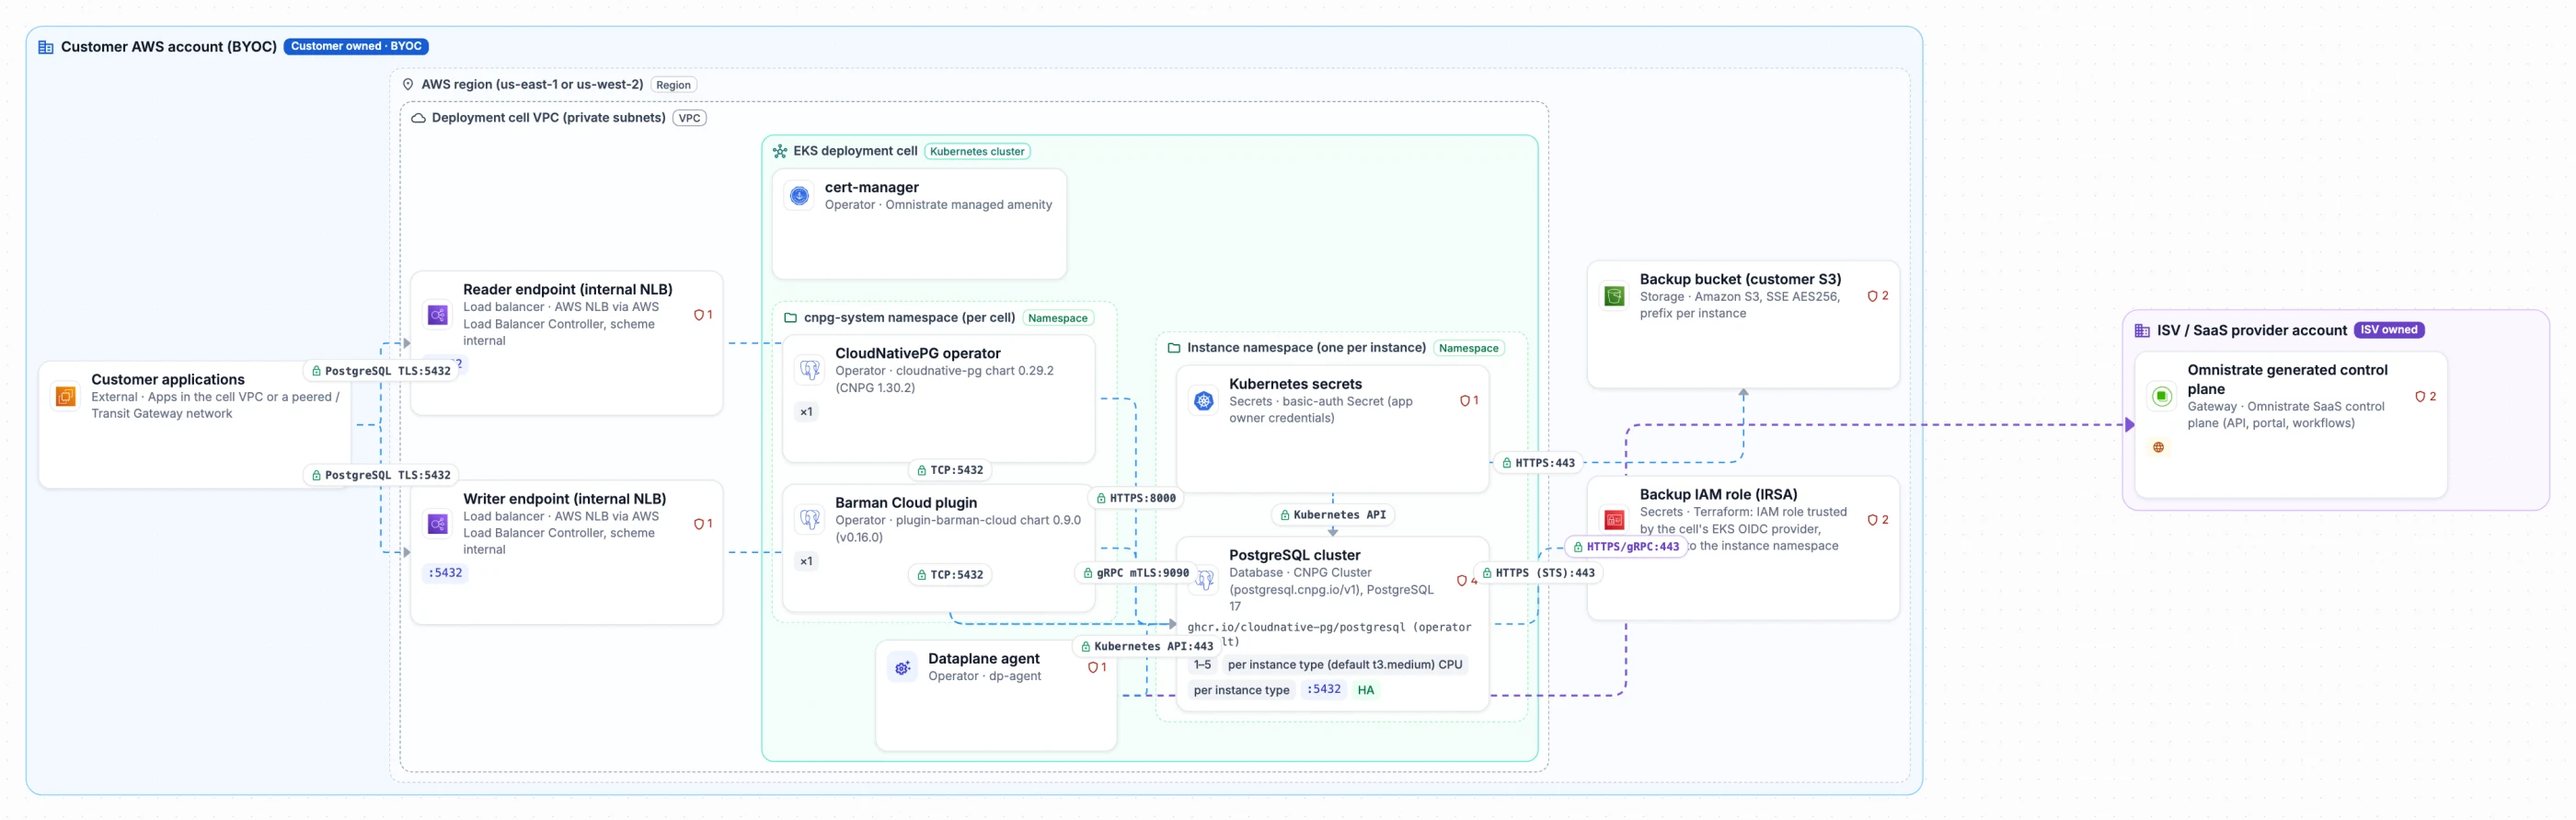 Customer AWS account (BYOC) Customer owned · BYOC
AWS region (us-east-1 or us-west-2) Region
Deployment cell VPC (private subnets) VPC
EKS deployment cell Kubernetes cluster
cert-manager
Operator · Omnistrate managed amenity
Customer applications
External · Apps in the cell VPC or a peered /
Transit Gateway network
PostgreSQL TLS:5432
PostgreSQL TLS:5432
Reader endpoint (internal NLB)
Load balancer · AWS NLB via AWS
Load Balancer Controller, scheme
internal
1
Writer endpoint (internal NLB)
Load balancer · AWS NLB via AWS
Load Balancer Controller, scheme
internal
1
:5432
cnpg-system namespace (per cell) Namespace
CloudNativePG operator
Operator · cloudnative-pg chart 0.29.2
(CNPG 1.30.2)
×1
TCP:5432
Barman Cloud plugin
Operator · plugin-barman-cloud chart 0.9.0
(v0.16.0)
×1
TCP:5432
HTTPS:8000
gRPC mTLS:9090
Kubernetes API:443
Dataplane agent
Operator · dp-agent
1
Instance namespace (one per instance) Namespace
Kubernetes secrets
Secrets · basic-auth Secret (app
owner credentials)
1
Kubernetes API
PostgreSQL cluster
Database · CNPG Cluster
(postgresql.cnpg.io/v1), PostgreSQL
17
4
ghcr.io/cloudnative-pg/postgresql (operator
lt)
1–5 per instance type (default t3.medium) CPU
per instance type :5432 HA
HTTPS:443
HTTPS (STS):443
HTTPS/gRPC:443
Backup bucket (customer S3)
Storage · Amazon S3, SSE AES256,
prefix per instance
2
Backup IAM role (IRSA)
Secrets · Terraform: IAM role trusted
by the cell's EKS OIDC provider,
o the instance namespace
2
ISV / SaaS provider account ISV owned
Omnistrate generated control
plane
Gateway · Omnistrate SaaS control
plane (API, portal, workflows)
2